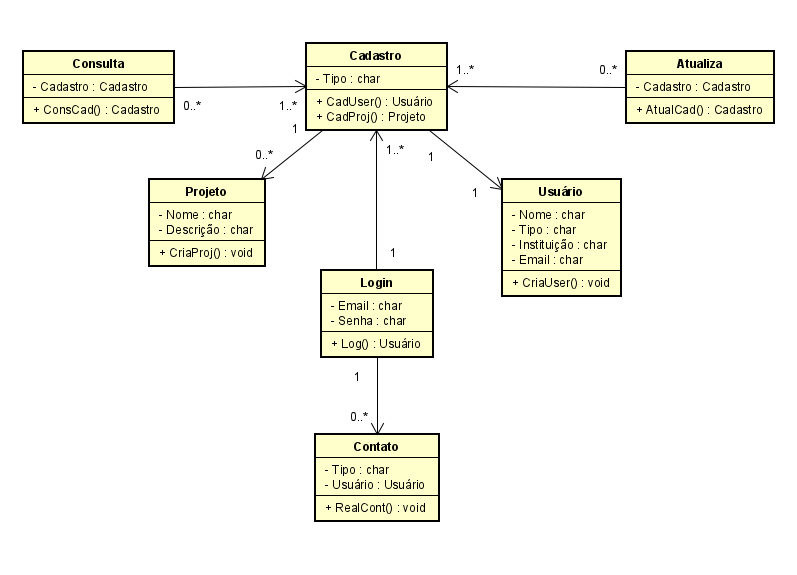 Consulta
- Cadastro : Cadastro
+ ConsCad() : Cadastro
0..*
1..*
Cadastro
- Tipo : char
+ CadUser() : Usuário
+ CadProj() : Projeto
1..*
0..*
Atualiza
- Cadastro : Cadastro
+ AtualCad() : Cadastro
1
0..*
1..*
1
1
Projeto
- Nome : char
- Descrição : char
+ CriaProj() : void
Usuário
- Nome : char
- Tipo : char
- Instituição : char
- Email : char
+ CriaUser() : void
1
Login
- Email : char
- Senha : char
+ Log() : Usuário
1
0..*
Contato
- Tipo : char
- Usuário : Usuário
+ RealCont() : void